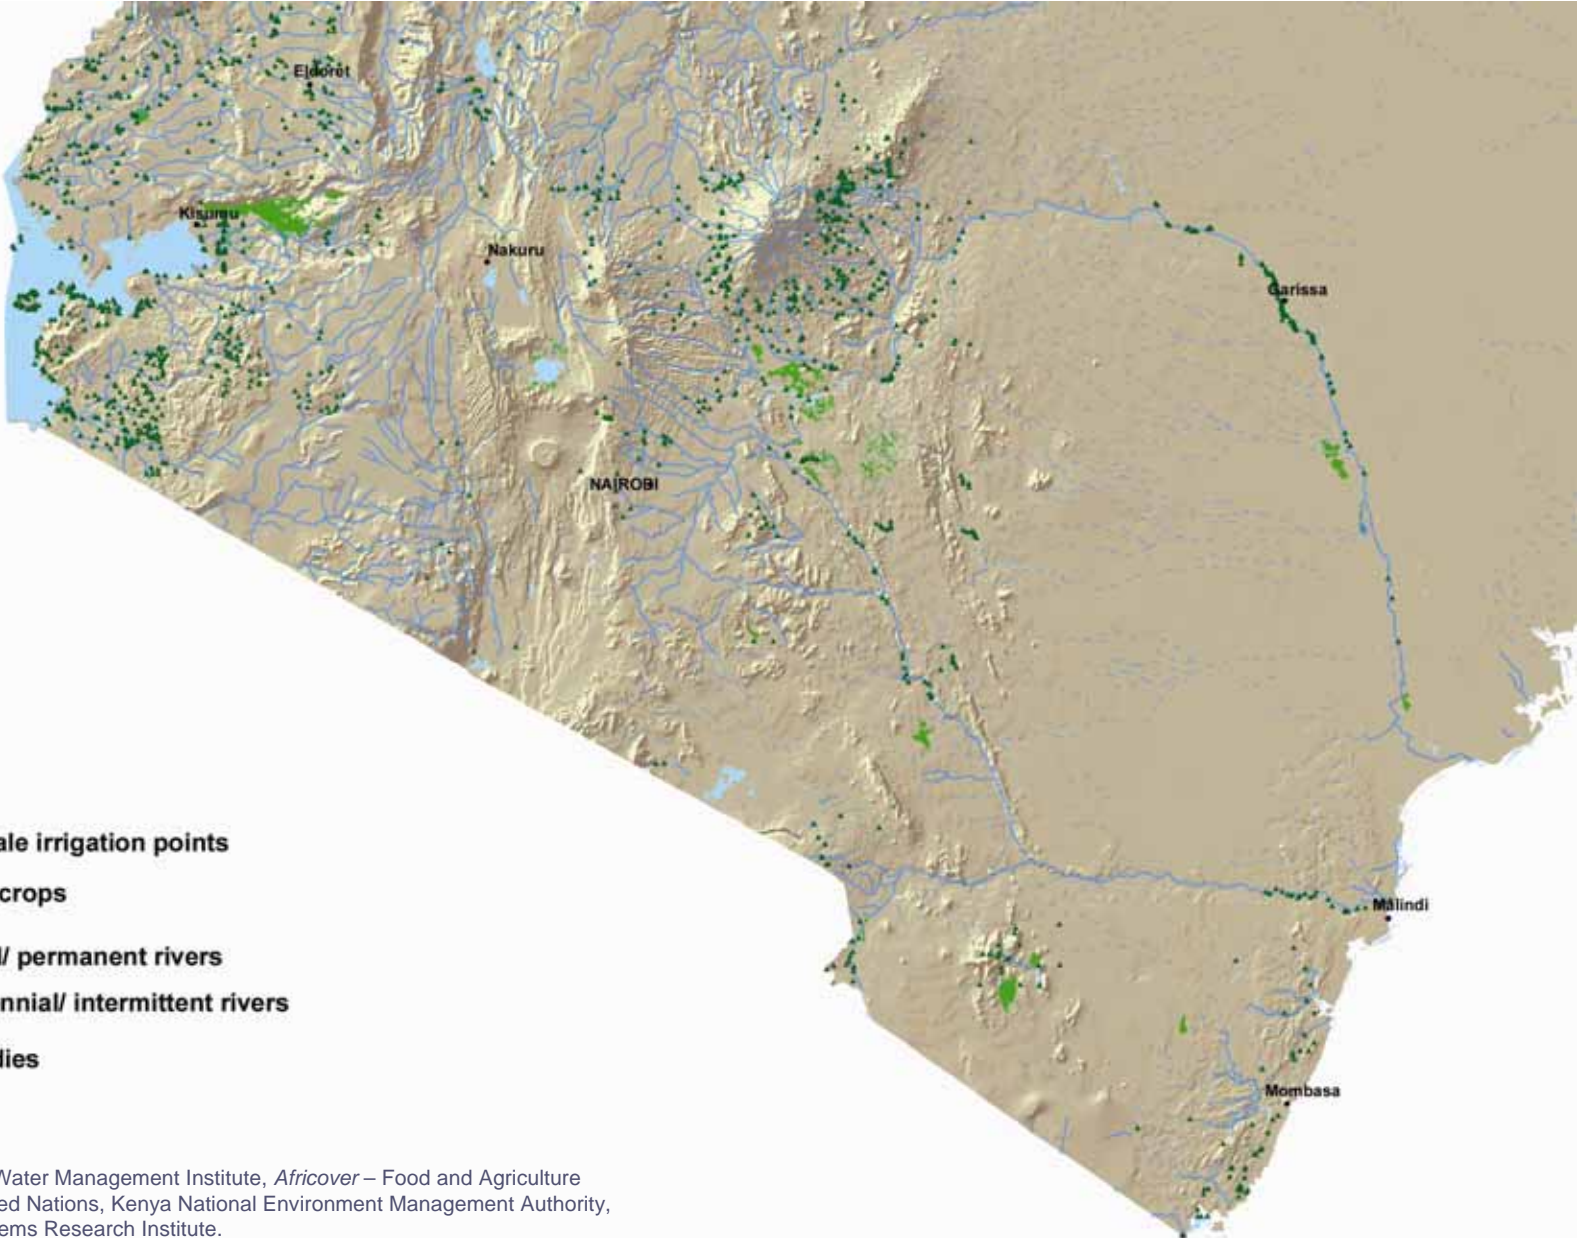 Eldoret
Kisumu
Nakuru
Garissa
NAIROBI
ale irrigation points
crops
l/ permanent rivers
Malindi
nnial/ intermittent rivers
dies
Mombasa
Water Management Institute, Africover – Food and Agriculture
ed Nations, Kenya National Environment Management Authority,
ems Research Institute.